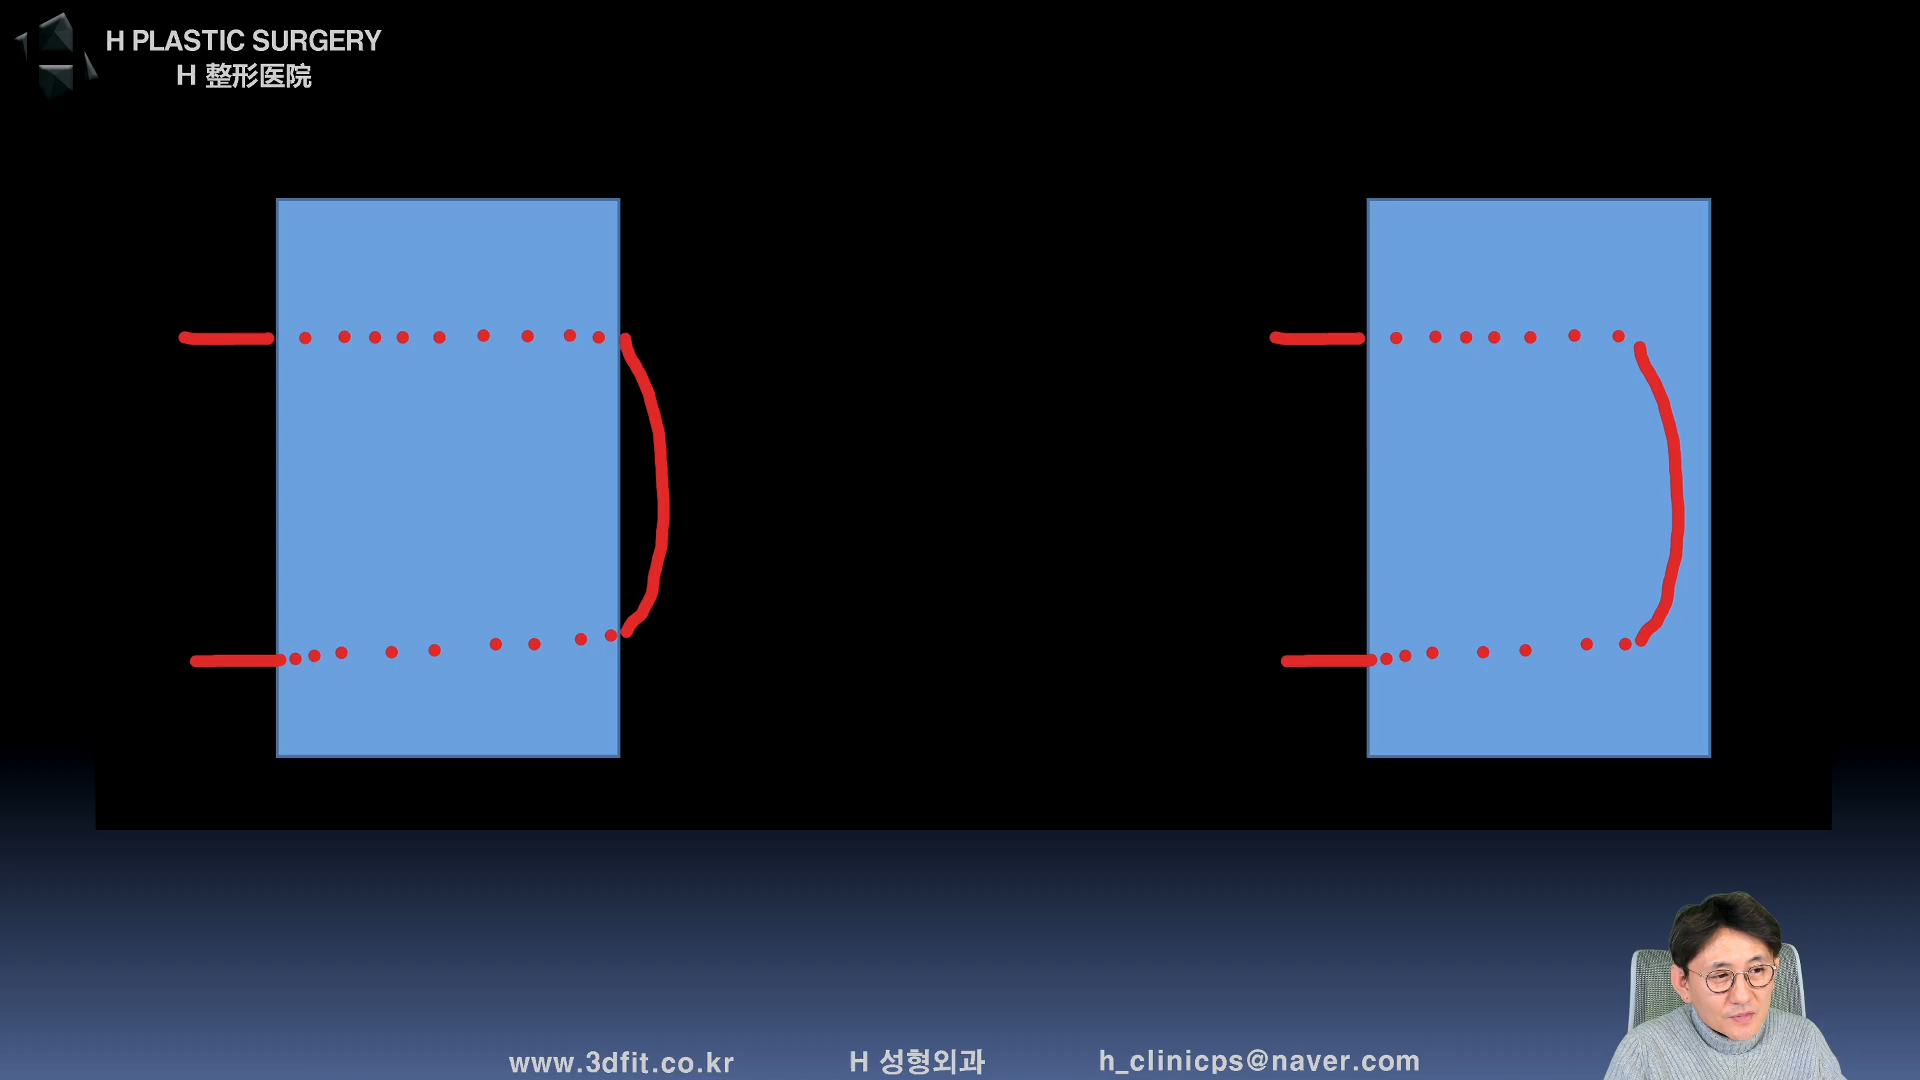 H PLASTIC SURGERY
H 整形医院
www.3dfit.co.kr
H 성형외과
h_clinicps@naver.com